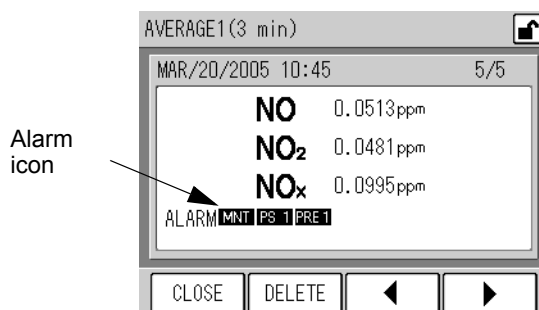 AVERAGE1(3 min)
MAR/20/2005 10:45 5/5
NO 0.0513ppm
NO₂ 0.0481ppm
NOx 0.0995ppm
Alarm
icon
ALARM MNT PS 1 PRE 1
CLOSE DELETE ◀ ▶